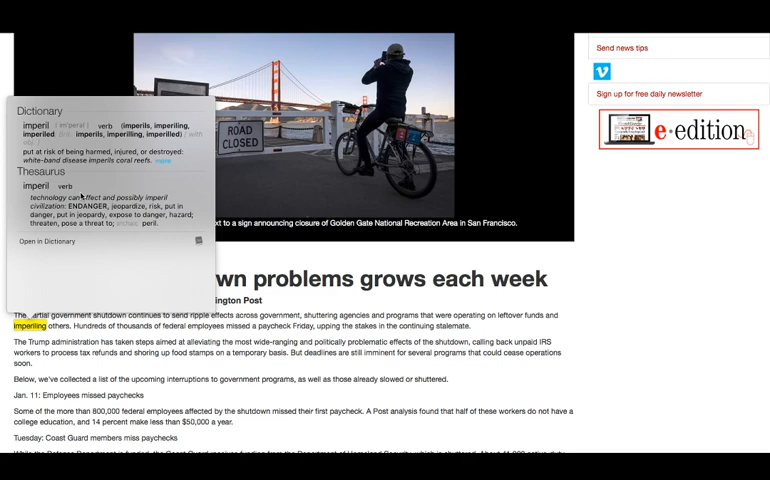 Send news tips
Sign up for free daily newsletter
e-edition
ROAD
CLOSED
Dictionary
imperil verb (imperils, imperiling,
imperiled imperils, imperilling, imperilled) [with
put at risk of being harmed, injured, or destroyed:
white-band disease imperils coral reefs. more
Thesaurus
imperil verb
technology can affect and possibly imperil
civilization: ENDANGER, jeopardize, risk, put in
danger, put in jeopardy, expose to danger, hazard;
threaten, pose a threat to; archaic peril.
Open in Dictionary
xt to a sign announcing closure of Golden Gate National Recreation Area in San Francisco.
wn problems grows each week
ington Post
The partial government shutdown continues to send ripple effects across government, shuttering agencies and programs that were operating on leftover funds and
imperiling others. Hundreds of thousands of federal employees missed a paycheck Friday, upping the stakes in the continuing stalemate.
The Trump administration has taken steps aimed at alleviating the most wide-ranging and politically problematic effects of the shutdown, calling back unpaid IRS
workers to process tax refunds and shoring up food stamps on a temporary basis. But deadlines are still imminent for several programs that could cease operations
soon.
Below, we've collected a list of the upcoming interruptions to government programs, as well as those already slowed or shuttered.
Jan. 11: Employees missed paychecks
Some of the more than 800,000 federal employees affected by the shutdown missed their first paycheck. A Post analysis found that half of these workers do not have a
college education, and 14 percent make less than $50,000 a year.
Tuesday: Coast Guard members miss paychecks